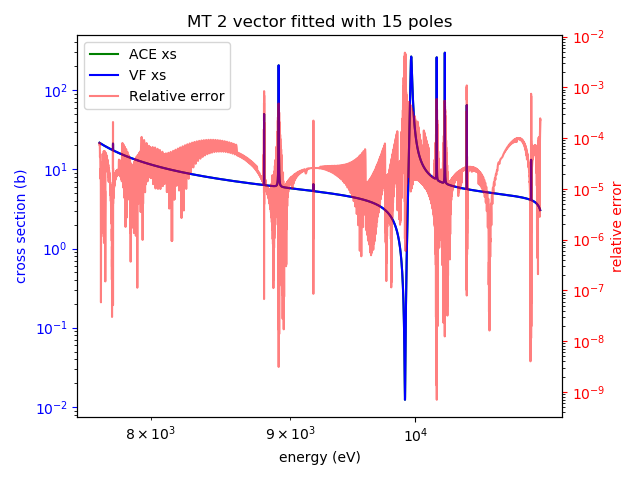 MT 2 vector fitted with 15 poles
ACE xs
VF xs
Relative error
cross section (b)
10²
10¹
10⁰
10⁻¹
10⁻²
10⁻²
10⁻³
10⁻⁴
10⁻⁵
10⁻⁶
10⁻⁷
10⁻⁸
10⁻⁹
relative error
8 × 10³ 9 × 10³ 10⁴
energy (eV)